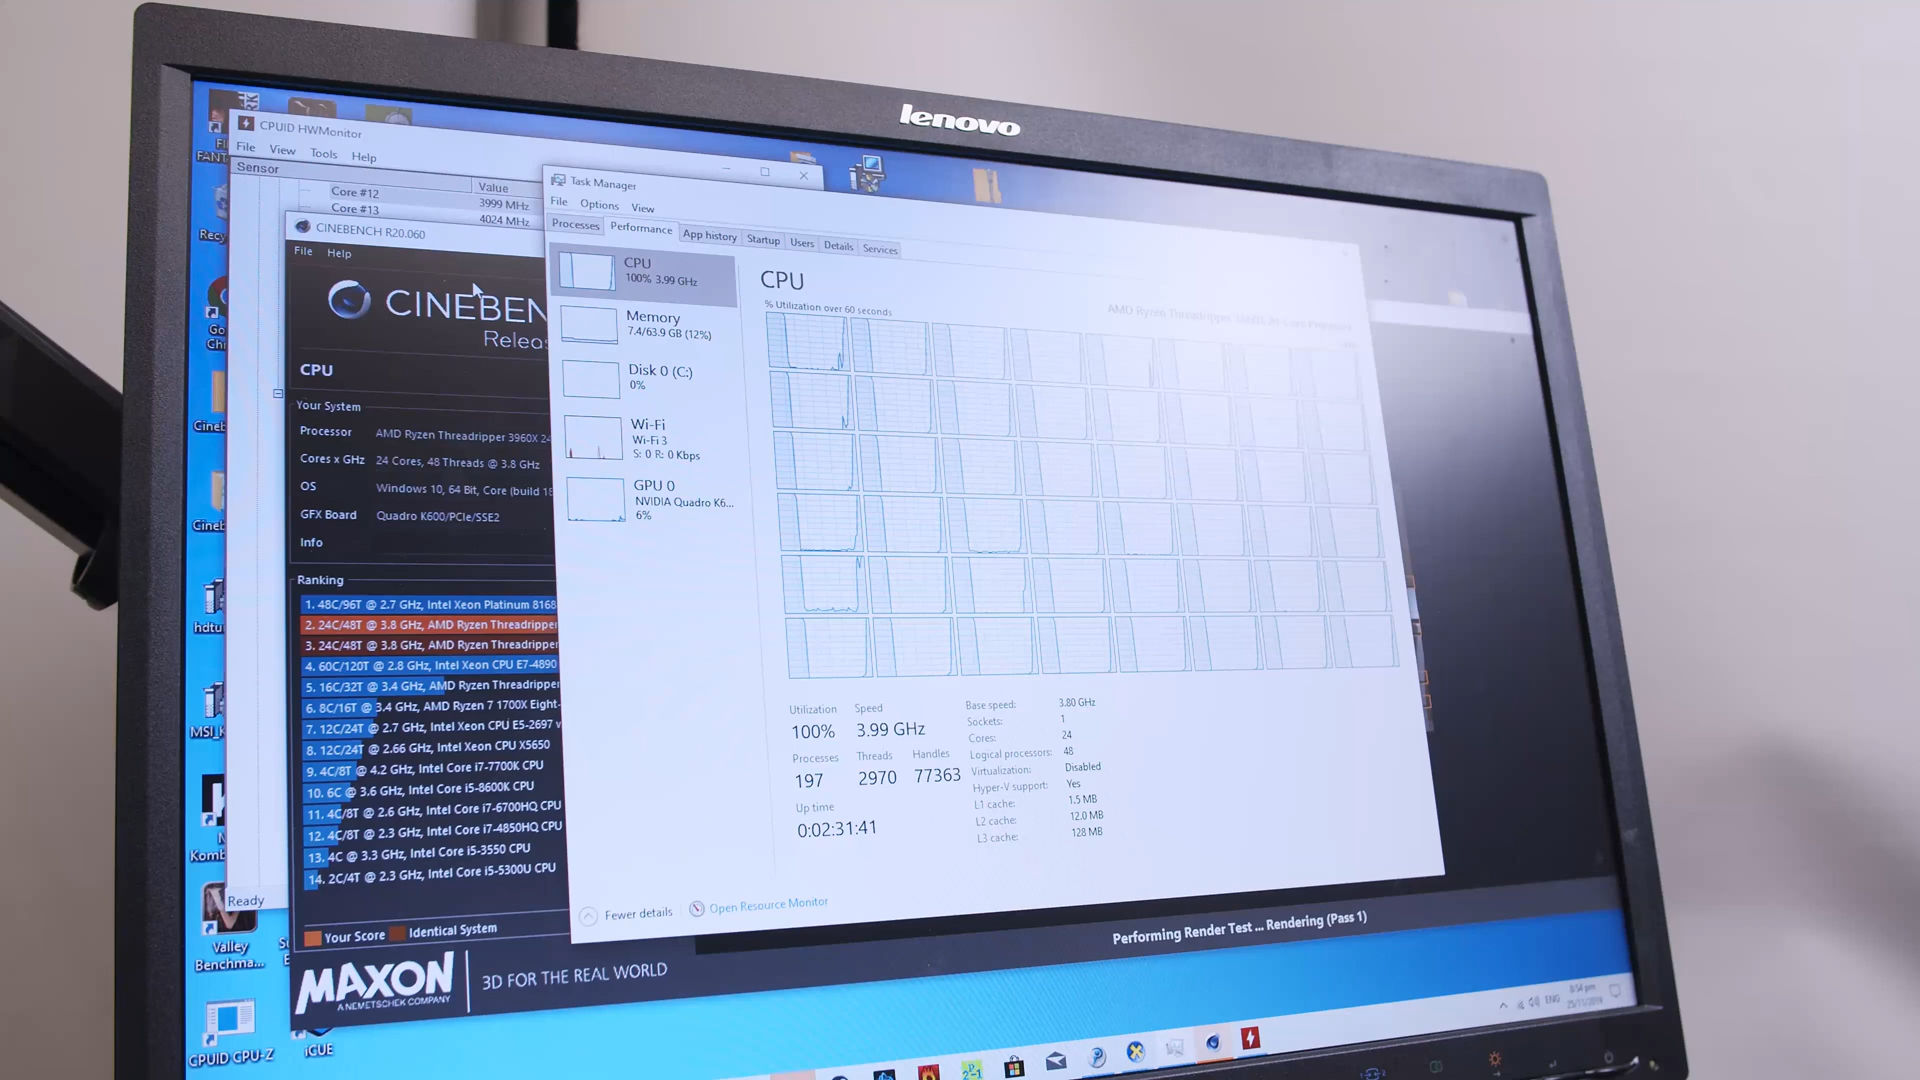 lenovo
CPUID HWMonitor
File View Tools Help
Sensor Value
Core #12 3999 MHz
Core #13 4024 MHz
CINEBENCH R20.060
File Help
CINEBEN
Releas
CPU
Your System
Processor AMD Ryzen Threadripper 3960X 24
Cores x GHz 24 Cores, 48 Threads @ 3.8 GHz
OS Windows 10, 64 Bit, Core (build 18
GFX Board Quadro K600/PCIe/SSE2
Info
Ranking
1. 48C/96T @ 2.7 GHz, Intel Xeon Platinum 8168
2. 24C/48T @ 3.8 GHz, AMD Ryzen Threadripper
3. 24C/48T @ 3.8 GHz, AMD Ryzen Threadripper
4. 60C/120T @ 2.8 GHz, Intel Xeon CPU E7-4890
5. 16C/32T @ 3.4 GHz, AMD Ryzen Threadripper
6. 8C/16T @ 3.4 GHz, AMD Ryzen 7 1700X Eight-
7. 12C/24T @ 2.7 GHz, Intel Xeon CPU E5-2697 v
8. 12C/24T @ 2.66 GHz, Intel Xeon CPU X5650
9. 4C/8T @ 4.2 GHz, Intel Core i7-7700K CPU
10. 6C @ 3.6 GHz, Intel Core i5-8600K CPU
11. 4C/8T @ 2.6 GHz, Intel Core i7-6700HQ CPU
12. 4C/8T @ 2.3 GHz, Intel Core i7-4850HQ CPU
13. 4C @ 3.3 GHz, Intel Core i5-3550 CPU
14. 2C/4T @ 2.3 GHz, Intel Core i5-5300U CPU
Your Score Identical System
MAXON
A NEMETSCHEK COMPANY
3D FOR THE REAL WORLD
Performing Render Test ... Rendering (Pass 1)
Ready
Task Manager
File Options View
Processes Performance App history Startup Users Details Services
CPU
100% 3.99 GHz
Memory
7.4/63.9 GB (12%)
Disk 0 (C:)
0%
Wi-Fi
Wi-Fi 3
S: 0 R: 0 Kbps
GPU 0
NVIDIA Quadro K6...
6%
CPU
% Utilization over 60 seconds
AMD Ryzen Threadripper
Utilization Speed
100% 3.99 GHz
Processes Threads Handles
197 2970 77363
Up time
0:02:31:41
Base speed: 3.80 GHz
Sockets: 1
Cores: 24
Logical processors: 48
Virtualization: Disabled
Hyper-V support: Yes
L1 cache: 1.5 MB
L2 cache: 12.0 MB
L3 cache: 128 MB
Fewer details Open Resource Monitor
FANT
Recy
Go
Chr
Cineb
Cineb
hdtu
MSI_K
Komb
Valley
Benchma...
CPUID CPU-Z
iCUE
ENG